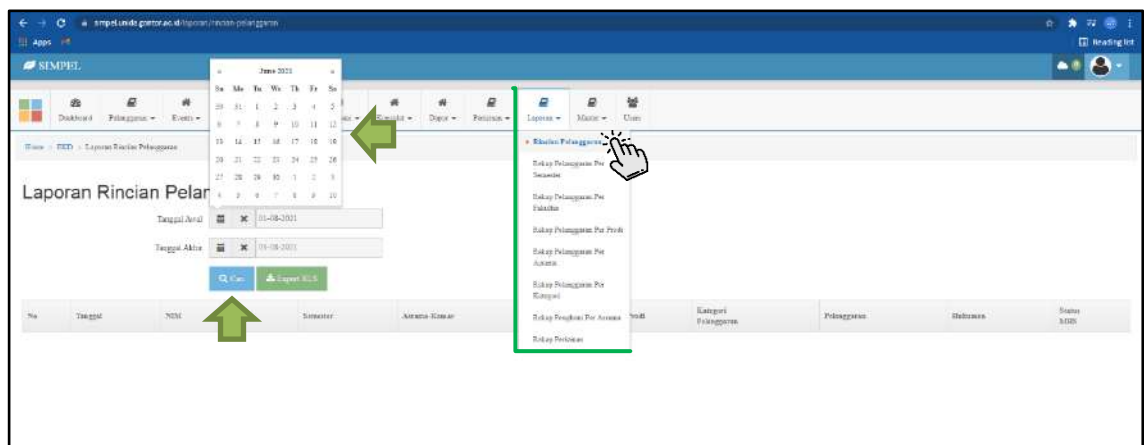 simpel.unida.gontor.ac.id/laporan/rincian-pelanggaran
Apps
Reading list
SIMPEL
« June 2021 »
Su Mo Tu We Th Fr Sa
30 31 1 2 3 4 5
6 7 8 9 10 11 12
13 14 15 16 17 18 19
20 21 22 23 24 25 26
27 28 29 30 1 2 3
4 5 6 7 8 9 10
Dashboard Pelanggaran Events Konsulat Dapur Perizinan Laporan Master Users
Home DKD Laporan Rincian Pelanggaran
Rincian Pelanggaran
Rekap Pelanggaran Per Semester
Rekap Pelanggaran Per Fakultas
Rekap Pelanggaran Per Prodi
Rekap Pelanggaran Per Asrama
Rekap Pelanggaran Per Kategori
Rekap Penghuni Per Asrama
Rekap Perizinan
Laporan Rincian Pelan
Tanggal Awal 01-08-2021
Tanggal Akhir
Cari Export XLS
No Tanggal NIM Semester Asrama-Kamar Prodi Kategori Pelanggaran Pelanggaran Hukuman Status